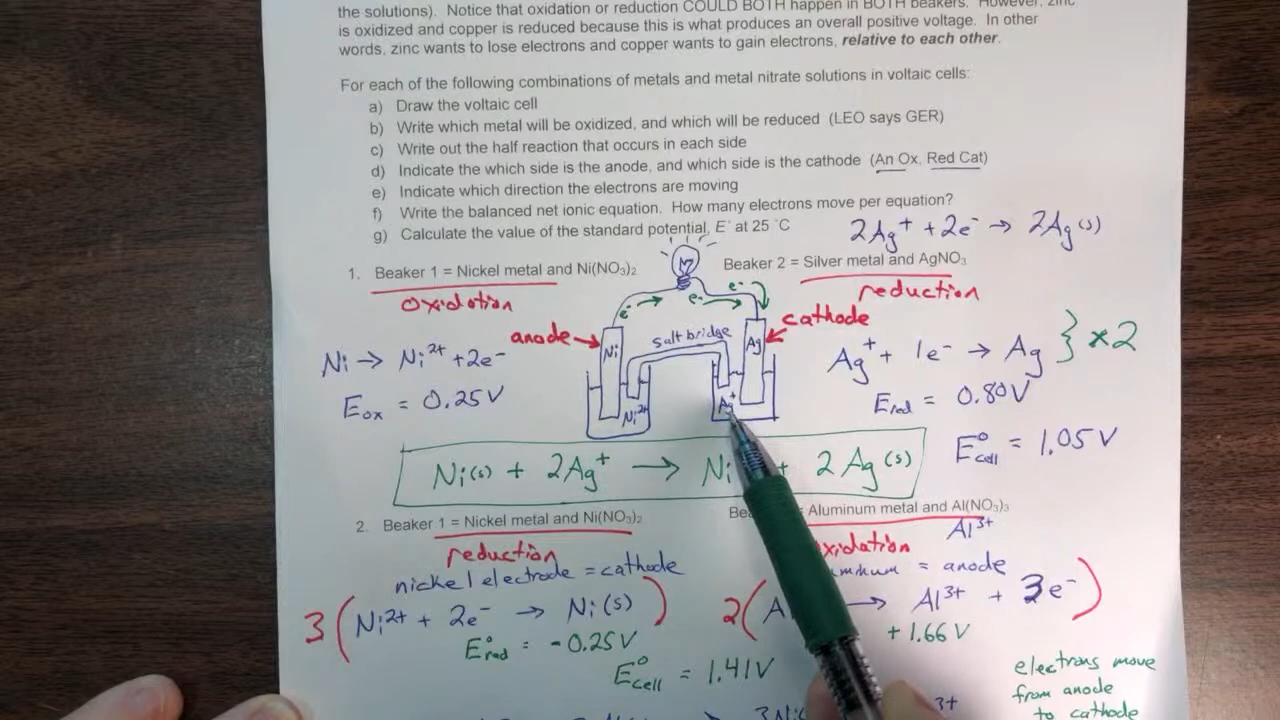 the solutions). Notice that oxidation or reduction COULD BOTH happen in BOTH beakers. However, zinc
is oxidized and copper is reduced because this is what produces an overall positive voltage. In other
words, zinc wants to lose electrons and copper wants to gain electrons, relative to each other.
For each of the following combinations of metals and metal nitrate solutions in voltaic cells:
a) Draw the voltaic cell
b) Write which metal will be oxidized, and which will be reduced (LEO says GER)
c) Write out the half reaction that occurs in each side
d) Indicate the which side is the anode, and which side is the cathode (An Ox, Red Cat)
e) Indicate which direction the electrons are moving
f) Write the balanced net ionic equation. How many electrons move per equation?
g) Calculate the value of the standard potential, E° at 25 °C
2Ag⁺ + 2e⁻ → 2Ag(s)
1. Beaker 1 = Nickel metal and Ni(NO₃)₂ Beaker 2 = Silver metal and AgNO₃
oxidation reduction
e⁻ e⁻ e⁻
anode → salt bridge cathode
Ni Ag
Ni → Ni²⁺ + 2e⁻ Ag⁺ + 1e⁻ → Ag } ×2
Eox = 0.25V Ered = 0.80V
Ni²⁺ Ag⁺
E°cell = 1.05V
Ni(s) + 2Ag⁺ → Ni + 2Ag(s)
2. Beaker 1 = Nickel metal and Ni(NO₃)₂ Aluminum metal and Al(NO₃)₃
Al³⁺
reduction
nickel electrode = cathode = anode
3(Ni²⁺ + 2e⁻ → Ni(s)) 2( → Al³⁺ + 3e⁻)
E°red = -0.25V +1.66V
E°cell = 1.41V
electrons move
from anode
to cathode
3+